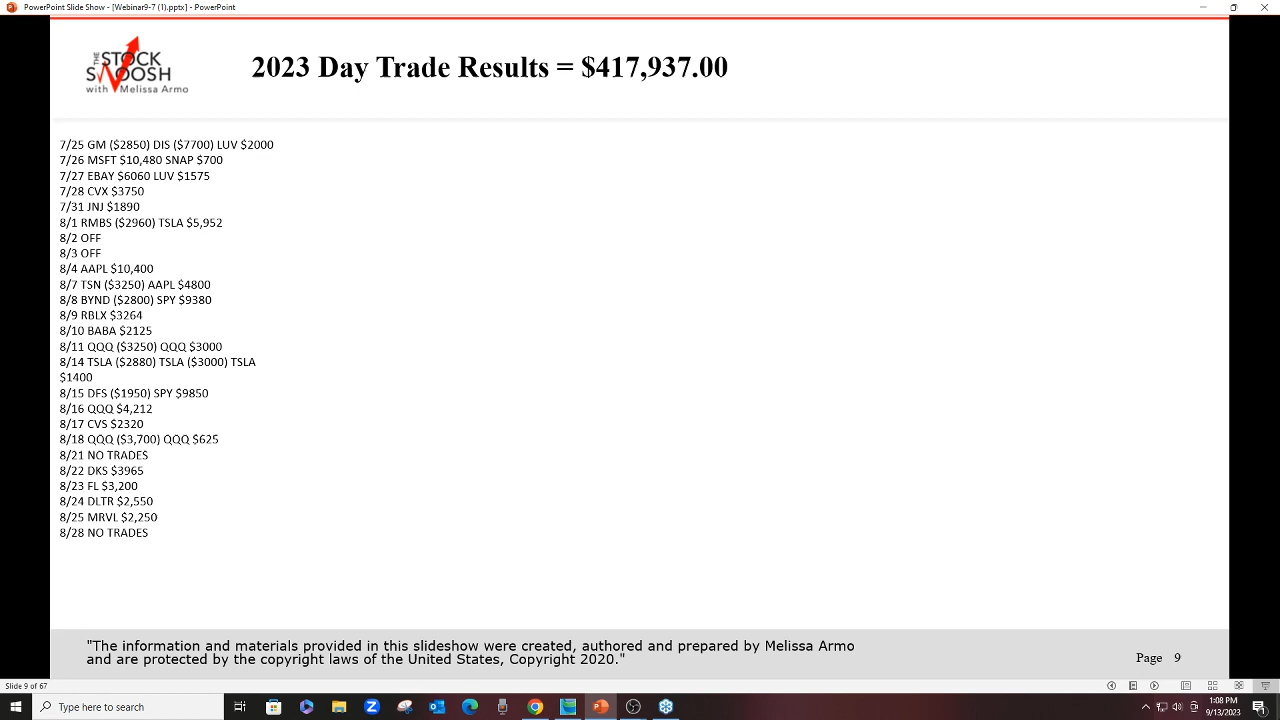 PowerPoint Slide Show - [Webinar9-7 (1).pptx] - PowerPoint
THE
STOCK
SWOOSH
with Melissa Armo
2023 Day Trade Results = $417,937.00
7/25 GM ($2850) DIS ($7700) LUV $2000
7/26 MSFT $10,480 SNAP $700
7/27 EBAY $6060 LUV $1575
7/28 CVX $3750
7/31 JNJ $1890
8/1 RMBS ($2960) TSLA $5,952
8/2 OFF
8/3 OFF
8/4 AAPL $10,400
8/7 TSN ($3250) AAPL $4800
8/8 BYND ($2800) SPY $9380
8/9 RBLX $3264
8/10 BABA $2125
8/11 QQQ ($3250) QQQ $3000
8/14 TSLA ($2880) TSLA ($3000) TSLA
$1400
8/15 DFS ($1950) SPY $9850
8/16 QQQ $4,212
8/17 CVS $2320
8/18 QQQ ($3,700) QQQ $625
8/21 NO TRADES
8/22 DKS $3965
8/23 FL $3,200
8/24 DLTR $2,550
8/25 MRVL $2,250
8/28 NO TRADES
"The information and materials provided in this slideshow were created, authored and prepared by Melissa Armo
and are protected by the copyright laws of the United States, Copyright 2020."
Page 9
Slide 9 of 67
Type here to search
1:08 PM
9/13/2023